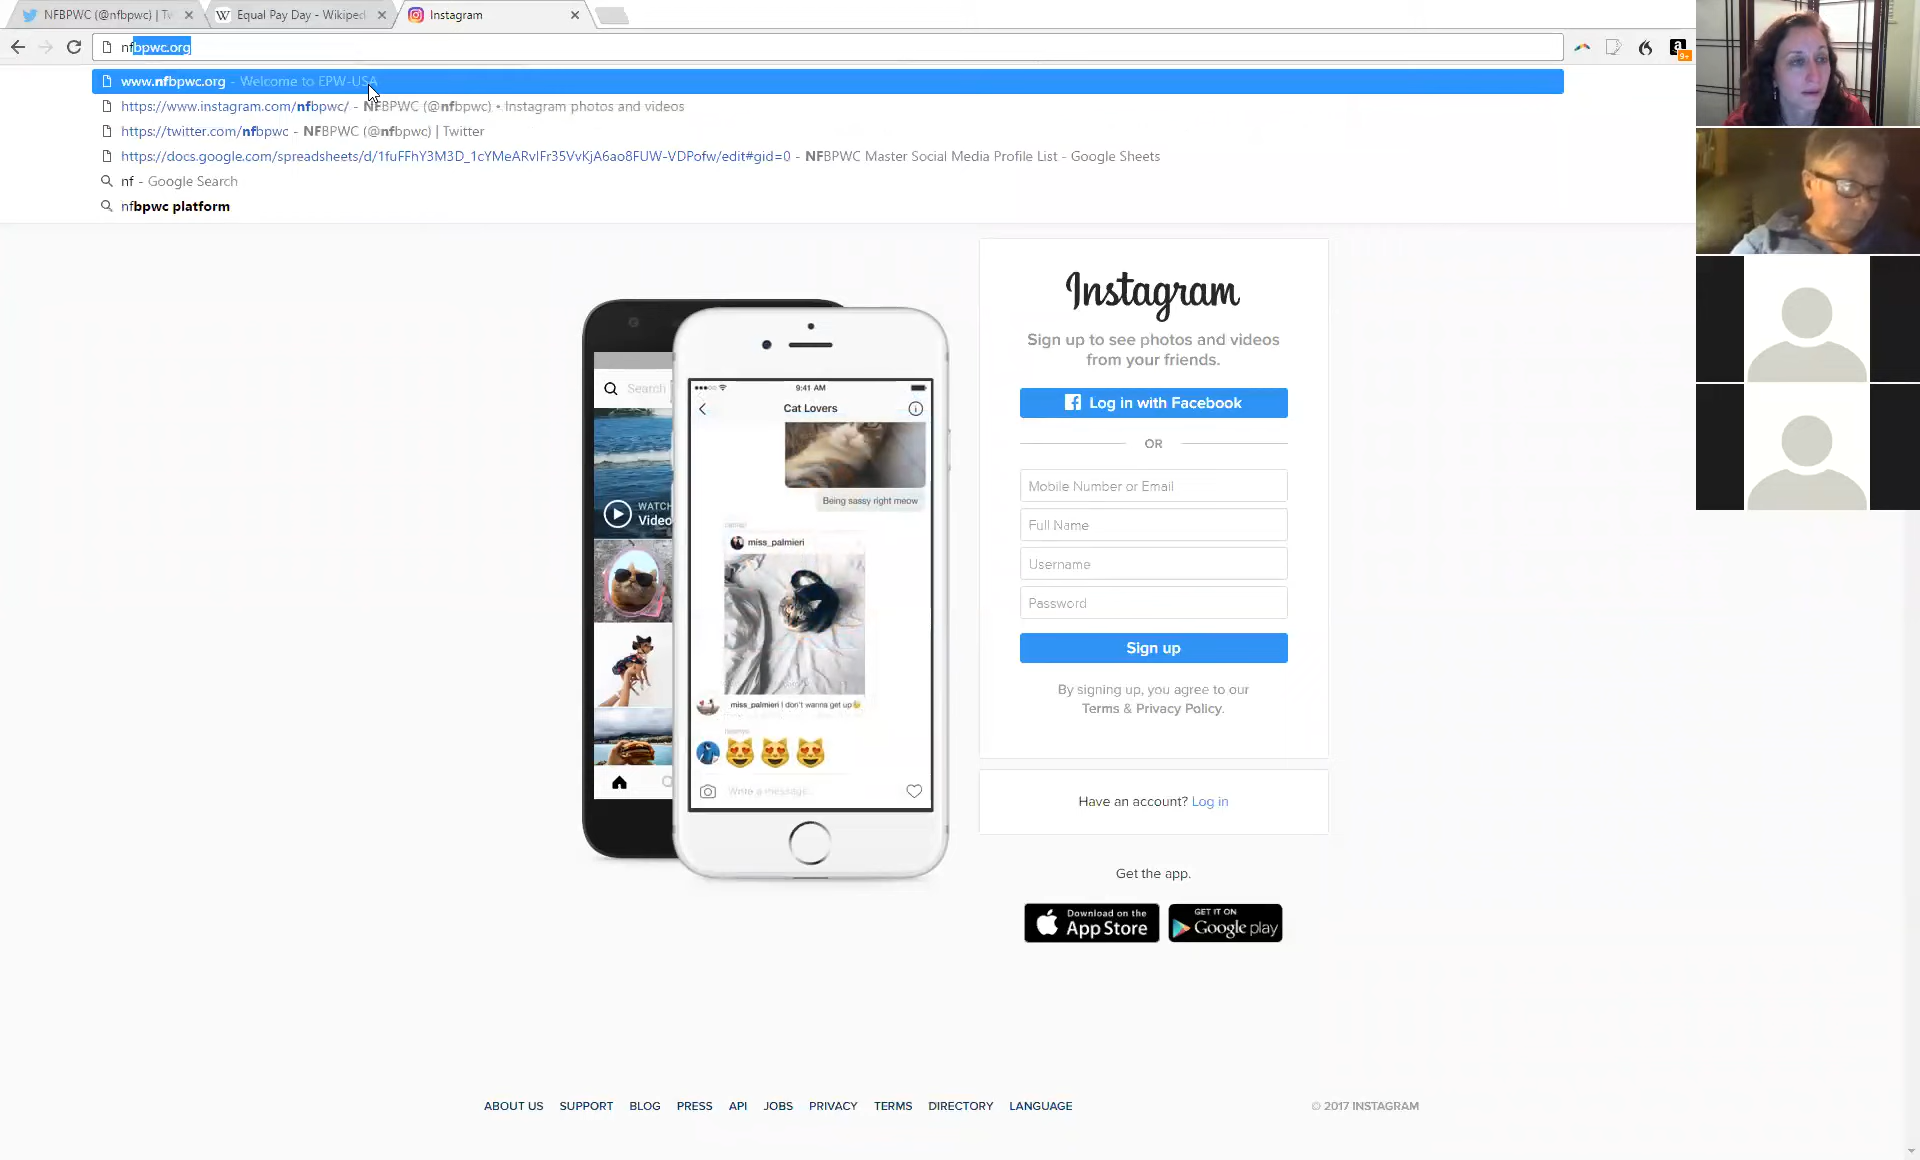 NFBPWC (@nfbpwc) | Tw
Equal Pay Day - Wikiped
Instagram
nfbpwc.org
9+
www.nfbpwc.org - Welcome to BPW-USA
https://www.instagram.com/nfbpwc/ - NFBPWC (@nfbpwc) • Instagram photos and videos
https://twitter.com/nfbpwc - NFBPWC (@nfbpwc) | Twitter
https://docs.google.com/spreadsheets/d/1fuFFhY3M3D_1cYMeARvlFr35VvKjA6ao8FUW-VDPofw/edit#gid=0 - NFBPWC Master Social Media Profile List - Google Sheets
nf - Google Search
nfbpwc platform
Search
WATCH
Video
9:41 AM
Cat Lovers
Being sassy right meow
miss_palmieri
miss_palmieri I don't wanna get up
Write a message...
Instagram
Sign up to see photos and videos
from your friends.
Log in with Facebook
OR
Mobile Number or Email
Full Name
Username
Password
Sign up
By signing up, you agree to our
Terms & Privacy Policy.
Have an account? Log in
Get the app.
Download on the
App Store
GET IT ON
Google play
ABOUT US SUPPORT BLOG PRESS API JOBS PRIVACY TERMS DIRECTORY LANGUAGE
© 2017 INSTAGRAM